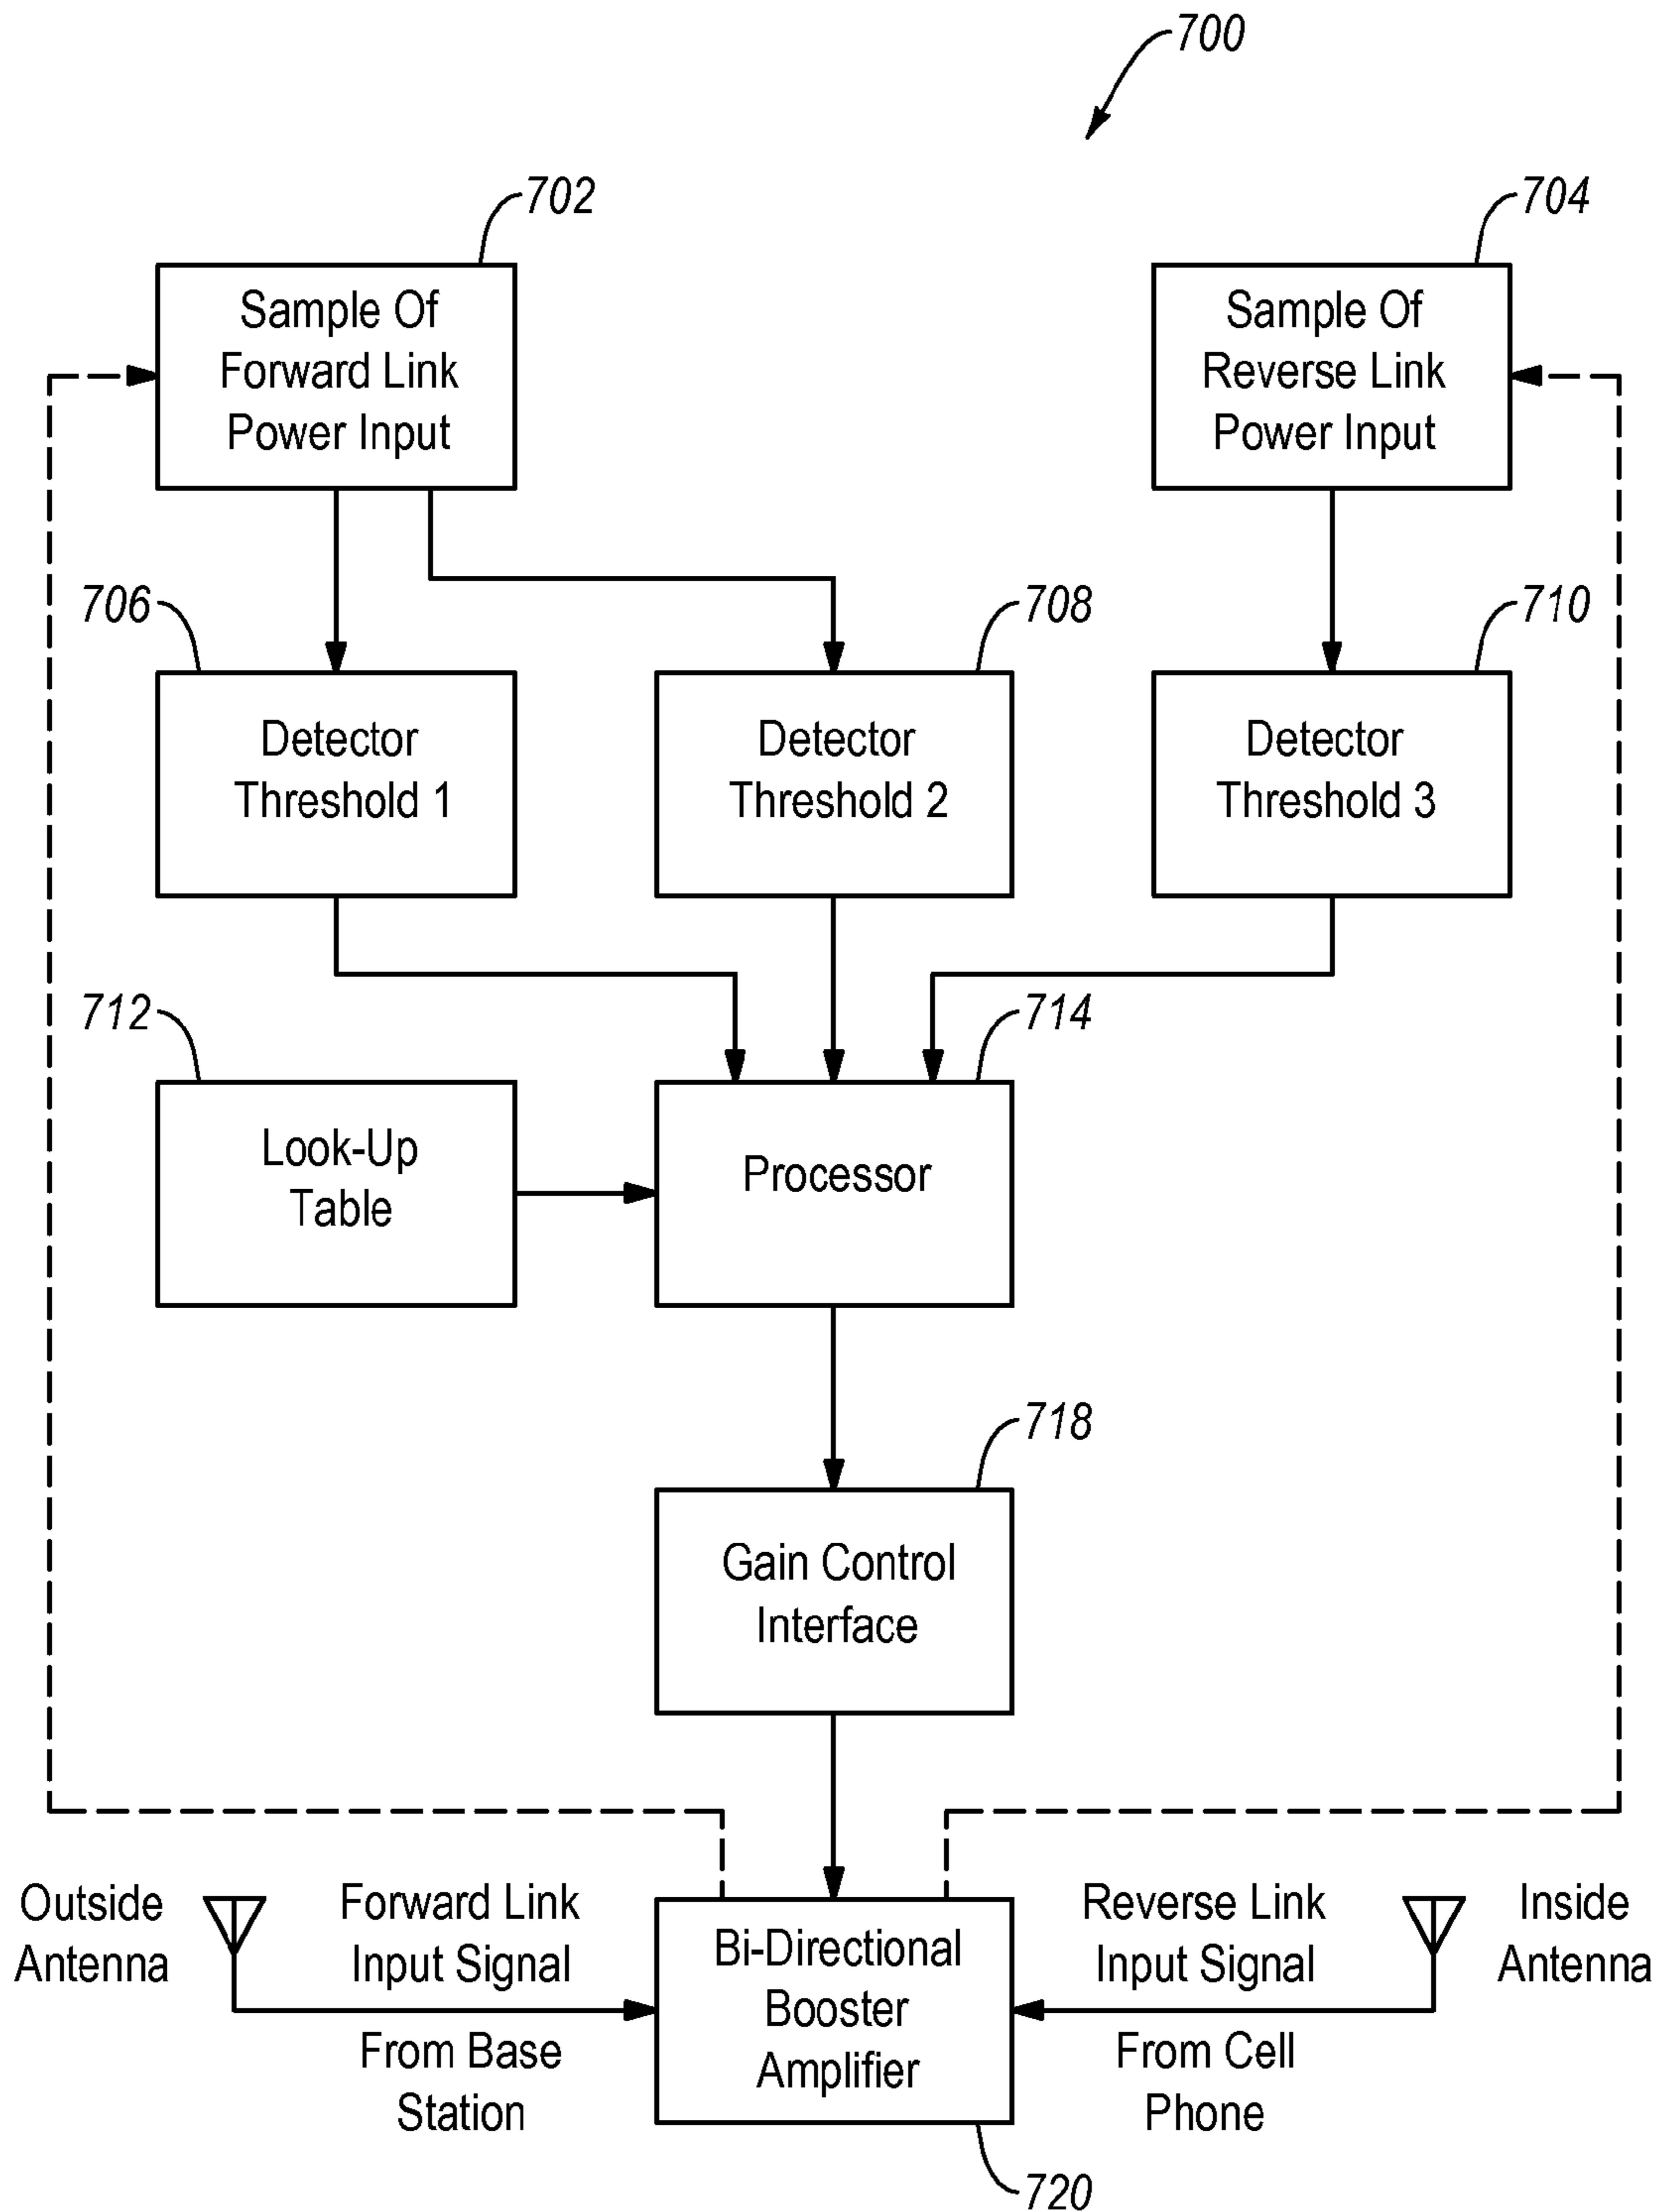 700
702
704
Sample Of
Forward Link
Power Input
Sample Of
Reverse Link
Power Input
706
708
710
Detector
Threshold 1
Detector
Threshold 2
Detector
Threshold 3
712
714
Look-Up
Table
Processor
718
Gain Control
Interface
Outside
Antenna
Forward Link
Input Signal
From Base
Station
Bi-Directional
Booster
Amplifier
Reverse Link
Input Signal
From Cell
Phone
Inside
Antenna
720